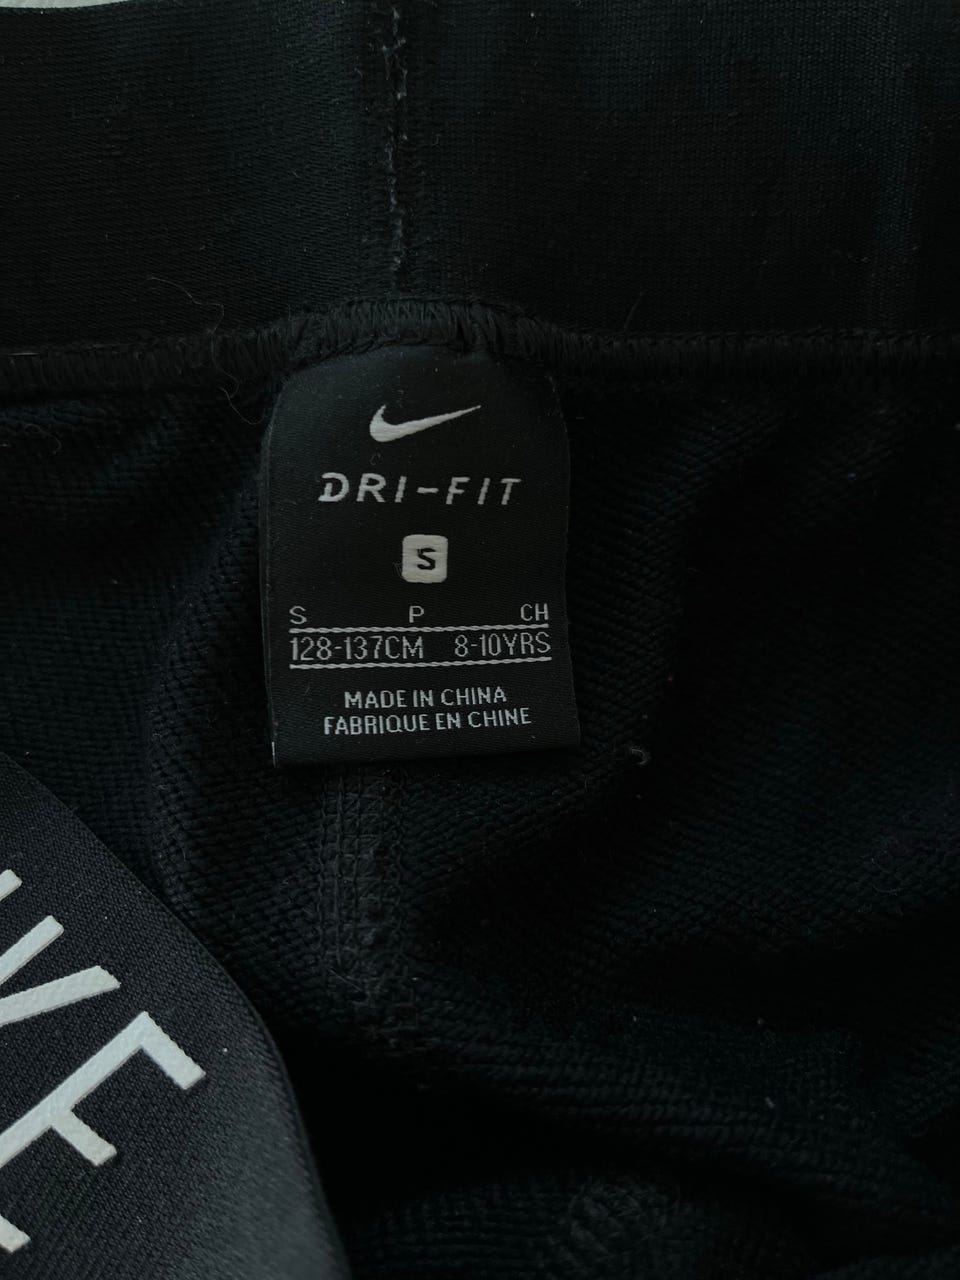 DRI-FIT
S
S P CH
128-137CM 8-10YRS
MADE IN CHINA
FABRIQUE EN CHINE